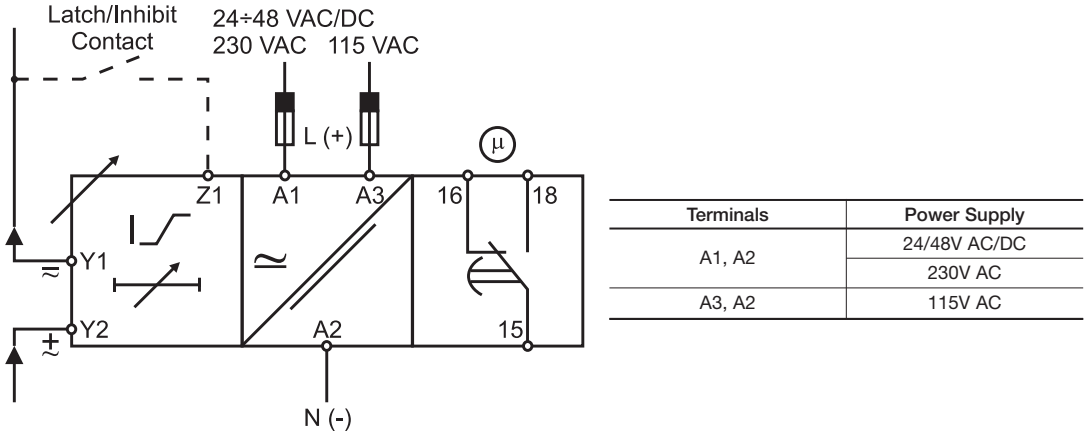 Latch/Inhibit
Contact
24÷48 VAC/DC
230 VAC 115 VAC
L (+)
μ
Z1 A1 A3 16 18
I
Y1
≃
Y2
A2 15
N (-)
Terminals Power Supply
A1, A2 24/48V AC/DC
230V AC
A3, A2 115V AC